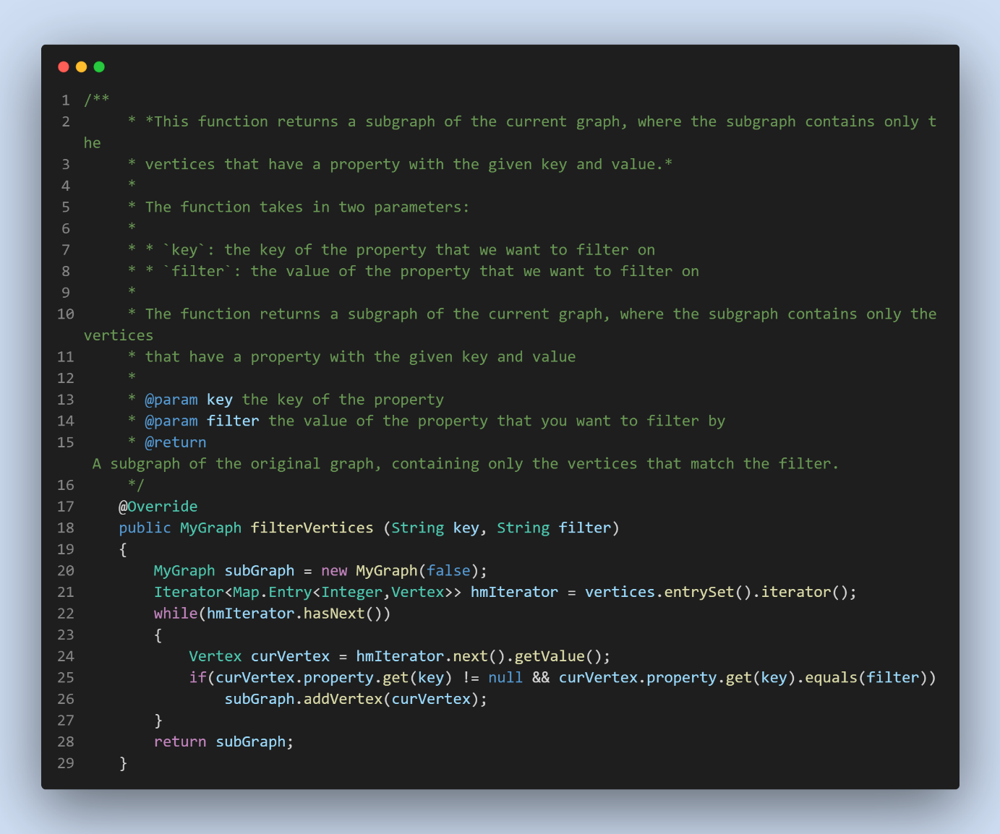 1 /**
2      * *This function returns a subgraph of the current graph, where the subgraph contains only t
he
3      * vertices that have a property with the given key and value.*
4      *
5      * The function takes in two parameters:
6      *
7      * * `key`: the key of the property that we want to filter on
8      * * `filter`: the value of the property that we want to filter on
9      *
10      * The function returns a subgraph of the current graph, where the subgraph contains only the
vertices
11      * that have a property with the given key and value
12      *
13      * @param key the key of the property
14      * @param filter the value of the property that you want to filter by
15      * @return
 A subgraph of the original graph, containing only the vertices that match the filter.
16      */
17     @Override
18     public MyGraph filterVertices (String key, String filter)
19     {
20         MyGraph subGraph = new MyGraph(false);
21         Iterator<Map.Entry<Integer,Vertex>> hmIterator = vertices.entrySet().iterator();
22         while(hmIterator.hasNext())
23         {
24             Vertex curVertex = hmIterator.next().getValue();
25             if(curVertex.property.get(key) != null && curVertex.property.get(key).equals(filter))
26                 subGraph.addVertex(curVertex);
27         }
28         return subGraph;
29     }